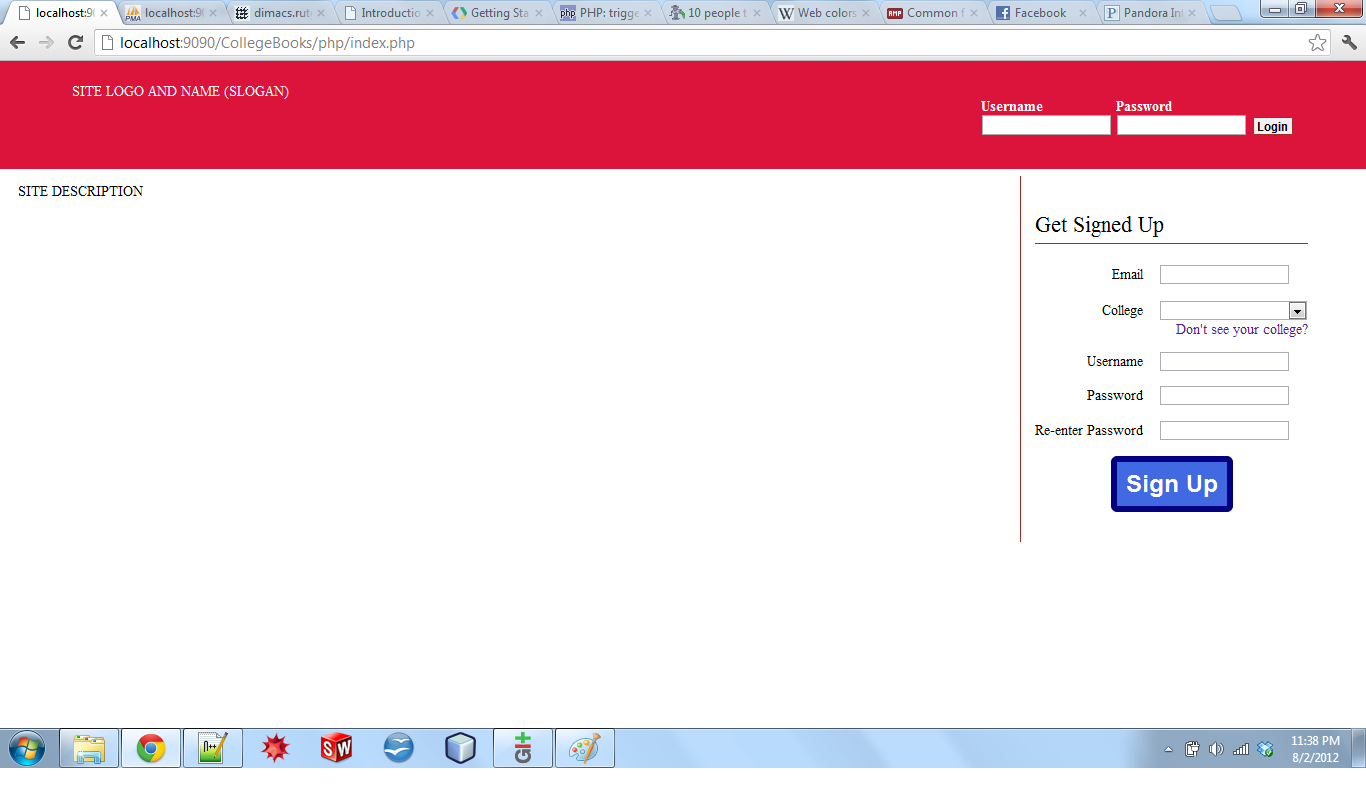 localhost:90 localhost:90 dimacs.rut Introductio Getting Sta PHP: trigge 10 people t Web colors Common f Facebook Pandora Int
localhost:9090/CollegeBooks/php/index.php
SITE LOGO AND NAME (SLOGAN)
Username Password
Login
SITE DESCRIPTION
Get Signed Up
Email
College
Don't see your college?
Username
Password
Re-enter Password
Sign Up
11:38 PM
8/2/2012